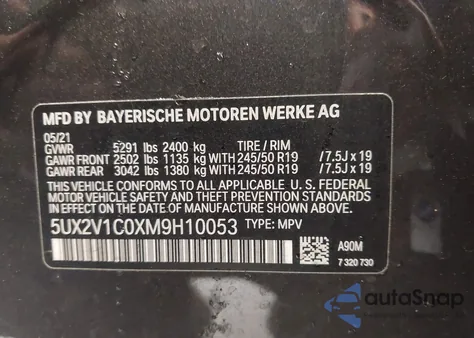 MFD BY BAYERISCHE MOTOREN WERKE AG
05/21
GVWR 5291 lbs 2400 kg TIRE / RIM
GAWR FRONT 2502 lbs 1135 kg WITH 245/50 R19 / 7.5J x 19
GAWR REAR 3042 lbs 1380 kg WITH 245/50 R19 / 7.5J x 19
THIS VEHICLE CONFORMS TO ALL APPLICABLE U. S. FEDERAL
MOTOR VEHICLE SAFETY AND THEFT PREVENTION STANDARDS
IN EFFECT ON THE DATE OF MANUFACTURE SHOWN ABOVE.
5UX2V1C0XM9H10053 TYPE: MPV
A90M
7 320 730
autoSnap